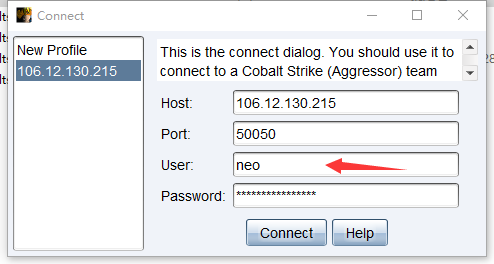 Connect
New Profile
106.12.130.215
This is the connect dialog. You should use it to
connect to a Cobalt Strike (Aggressor) team
Host: 106.12.130.215
Port: 50050
User: neo
Password: ****************
Connect Help